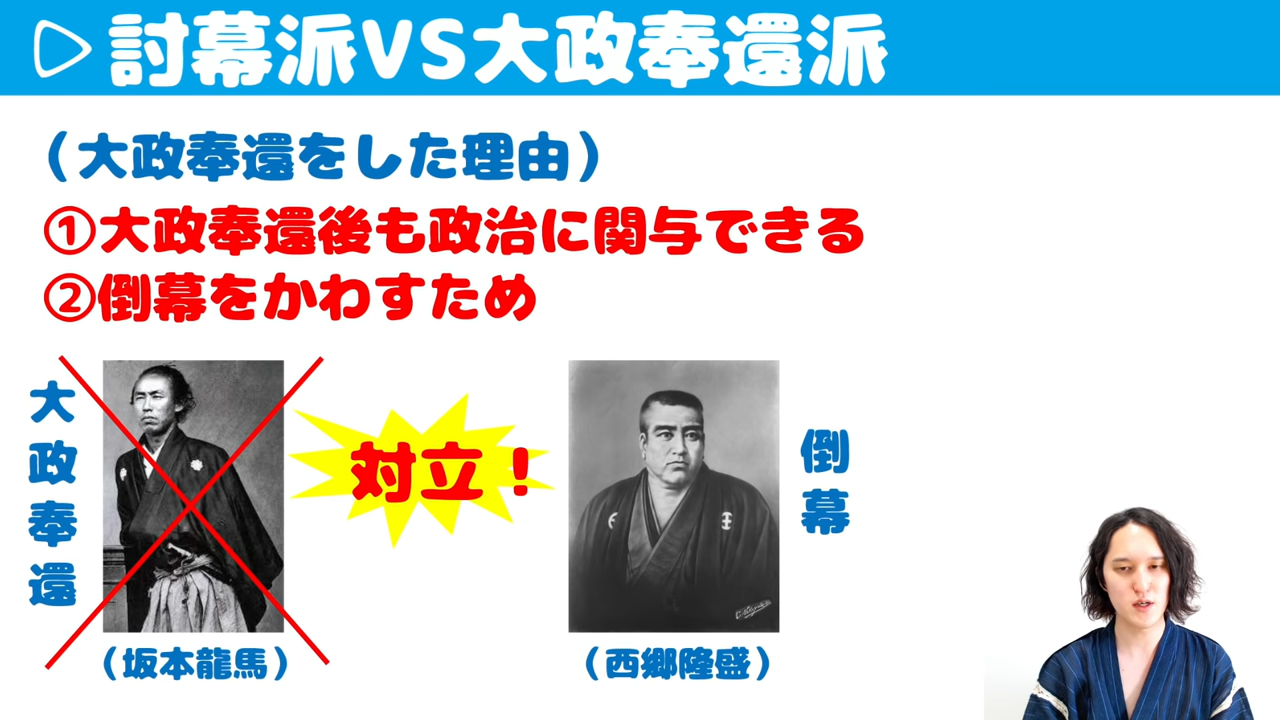 討幕派VS大政奉還派
（大政奉還をした理由）
①大政奉還後も政治に関与できる
②倒幕をかわすため
大政奉還
対立！
倒幕
（坂本龍馬）
（西郷隆盛）